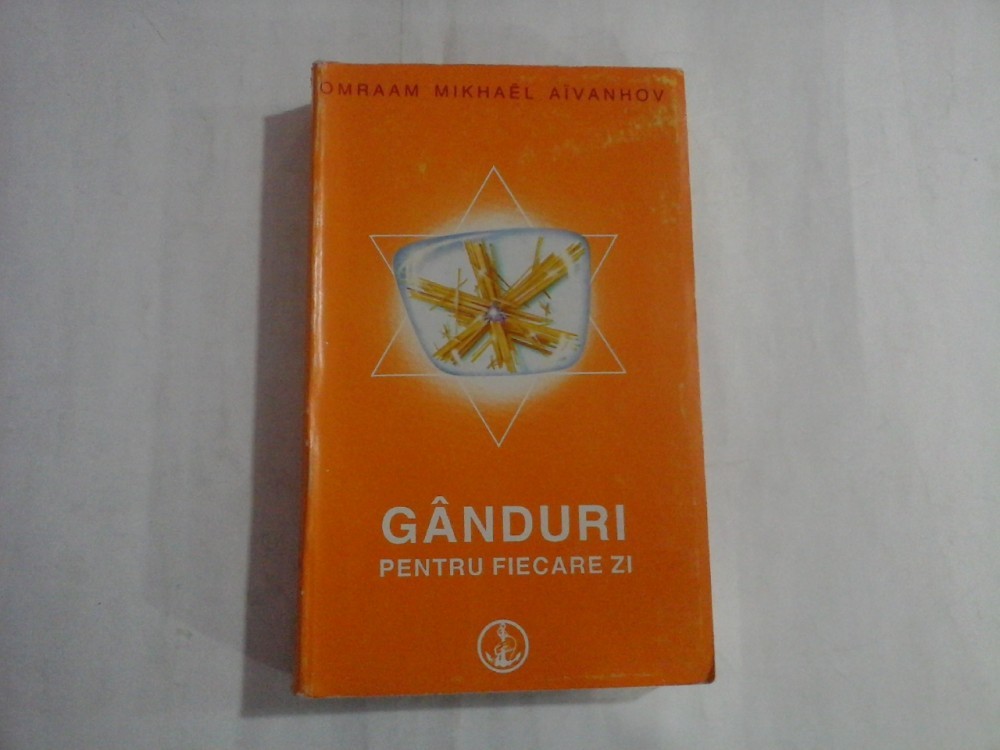 OMRAAM MIKHAËL AÏVANHOV
GÂNDURI
PENTRU FIECARE ZI